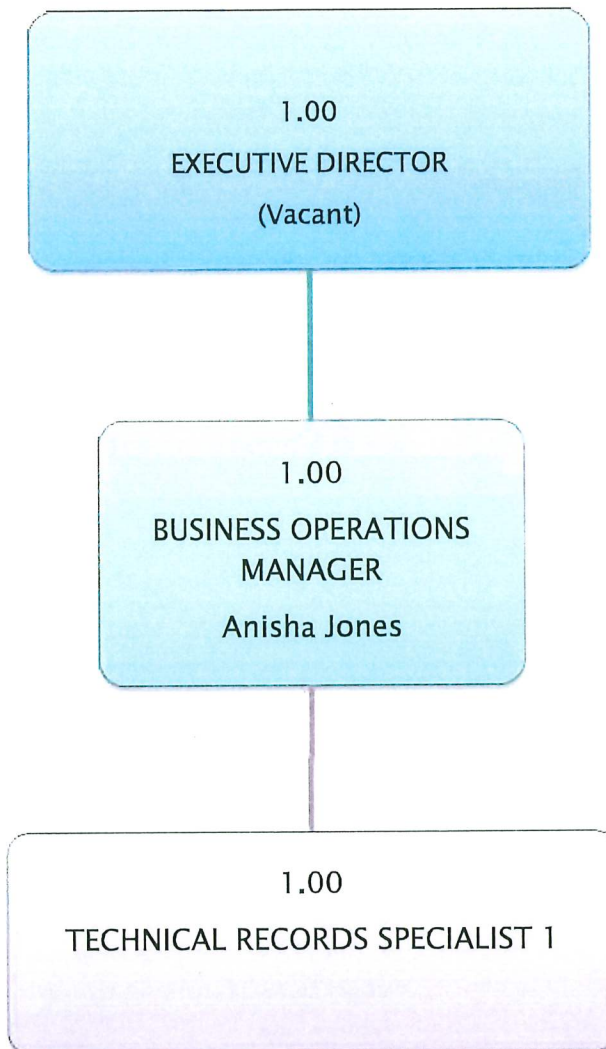 1.00
EXECUTIVE DIRECTOR
(Vacant)
1.00
BUSINESS OPERATIONS
MANAGER
Anisha Jones
1.00
TECHNICAL RECORDS SPECIALIST 1